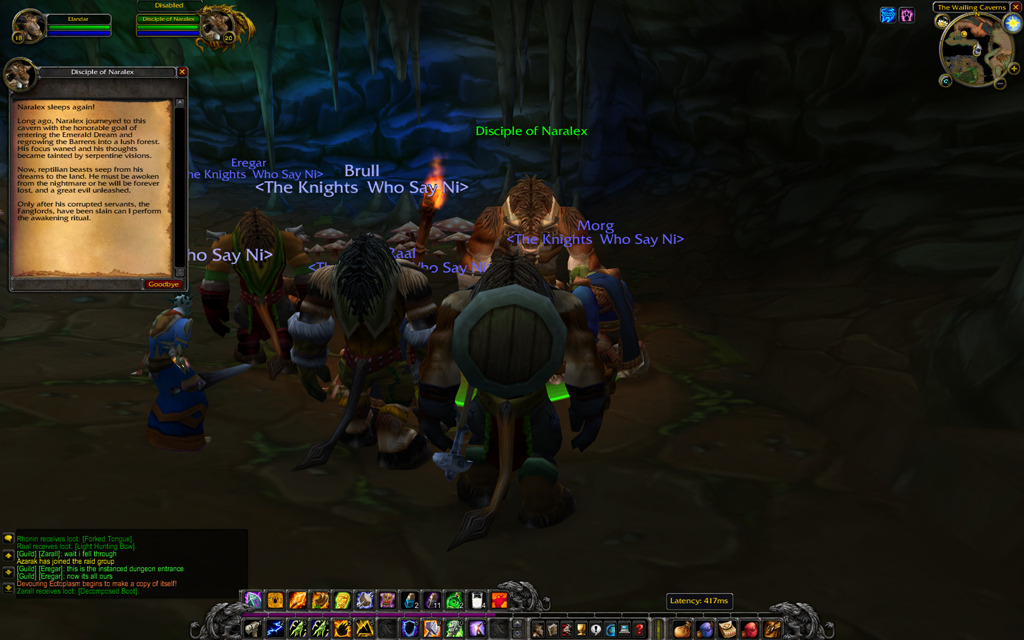 Disabled
Elandar
Disciple of Naralex
18
20
The Wailing Caverns
N
Disciple of Naralex
Naralex sleeps again!
Long ago, Naralex journeyed to this
cavern with the honorable goal of
entering the Emerald Dream and
regrowing the Barrens into a lush forest.
His focus waned and his thoughts
became tainted by serpentine visions.
Now, reptilian beasts seep from his
dreams to the land. He must be awoken
from the nightmare or he will be forever
lost, and a great evil unleashed.
Only after his corrupted servants, the
Fanglords, have been slain can I perform
the awakening ritual.
Goodbye
Disciple of Naralex
Eregar
he Knights Who Say Ni>
Brull
<The Knights Who Say Ni>
Morg
<The Knights Who Say Ni>
ho Say Ni>
Raal
Who Say Ni
Rhonin receives loot: [Forked Tongue].
Raal receives loot: [Light Hunting Bow].
[Guild] [Zarall]: wait i fell through
Azarak has joined the raid group
[Guild] [Eregar]: this is the instanced dungeon entrance
[Guild] [Eregar]: now its all ours
Devouring Ectoplasm begins to make a copy of itself!
Zarall receives loot: [Decomposed Boot].
2
11
4
Latency: 417ms